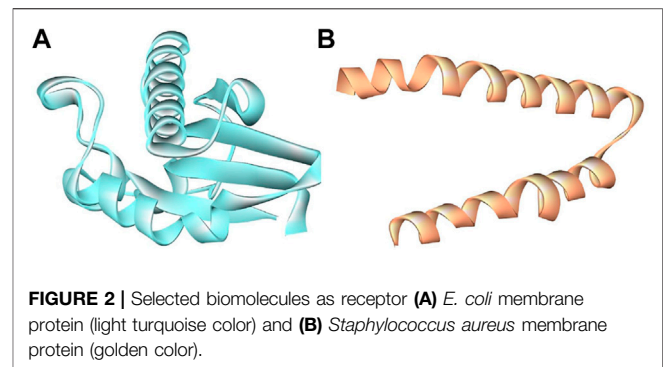 A
B
FIGURE 2 | Selected biomolecules as receptor (A) E. coli membrane
protein (light turquoise color) and (B) Staphylococcus aureus membrane
protein (golden color).